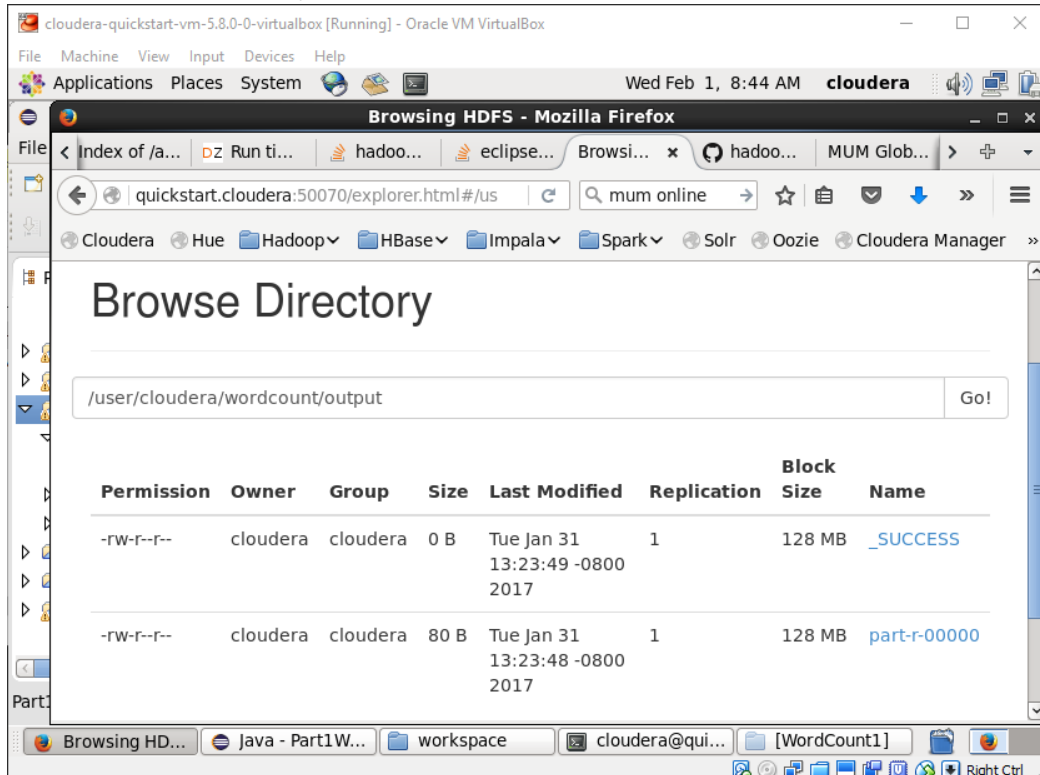 cloudera-quickstart-vm-5.8.0-0-virtualbox [Running] - Oracle VM VirtualBox
File Machine View Input Devices Help
Applications Places System Wed Feb 1, 8:44 AM cloudera
Browsing HDFS - Mozilla Firefox
File
Index of /a... DZ Run ti... hadoo... eclipse... Browsi... hadoo... MUM Glob...
quickstart.cloudera:50070/explorer.html#/us mum online
Cloudera Hue Hadoop HBase Impala Spark Solr Oozie Cloudera Manager »
Browse Directory
/user/cloudera/wordcount/output Go!
Permission Owner Group Size Last Modified Replication Block Size Name
-rw-r--r-- cloudera cloudera 0 B Tue Jan 31 1 128 MB _SUCCESS
13:23:49 -0800
2017
-rw-r--r-- cloudera cloudera 80 B Tue Jan 31 1 128 MB part-r-00000
13:23:48 -0800
2017
Part1
Browsing HD... Java - Part1W... workspace cloudera@qui... [WordCount1]
Right Ctrl